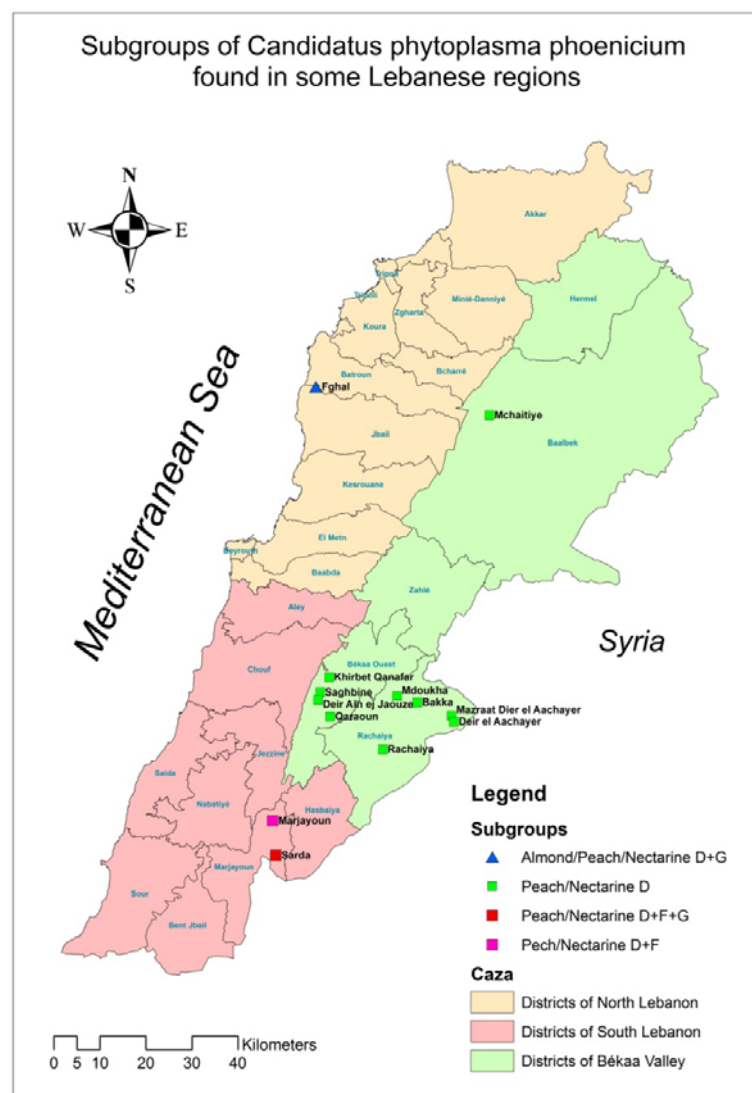 Subgroups of Candidatus phytoplasma phoenicium
found in some Lebanese regions
N
W
E
S
Mediterranean Sea
Syria
Akkar
Tripoli
Tripoli
Minié-Danniyé
Zgharta
Koura
Hermel
Batroun
Bcharré
Fghal
Mchaitiye
Jbail
Baalbek
Kesrouane
El Metn
Beyrouth
Baabda
Zahlé
Aley
Chouf
Békaa Ouest
Khirbet Qanafar
Saghbine
Mdoukha
Deir Ain ej Jaouze
Bakka
Mazraat Dier el Aachayer
Qaraoun
Deir el Aachayer
Rachaiya
Rachaiya
Jezzine
Saida
Nabatiyé
Hasbaiya
Marjayoun
Sarda
Marjayoun
Sour
Bent Jbail
Legend
Subgroups
Almond/Peach/Nectarine D+G
Peach/Nectarine D
Peach/Nectarine D+F+G
Pech/Nectarine D+F
Caza
Districts of North Lebanon
Districts of South Lebanon
Districts of Békaa Valley
Kilometers
0 5 10 20 30 40